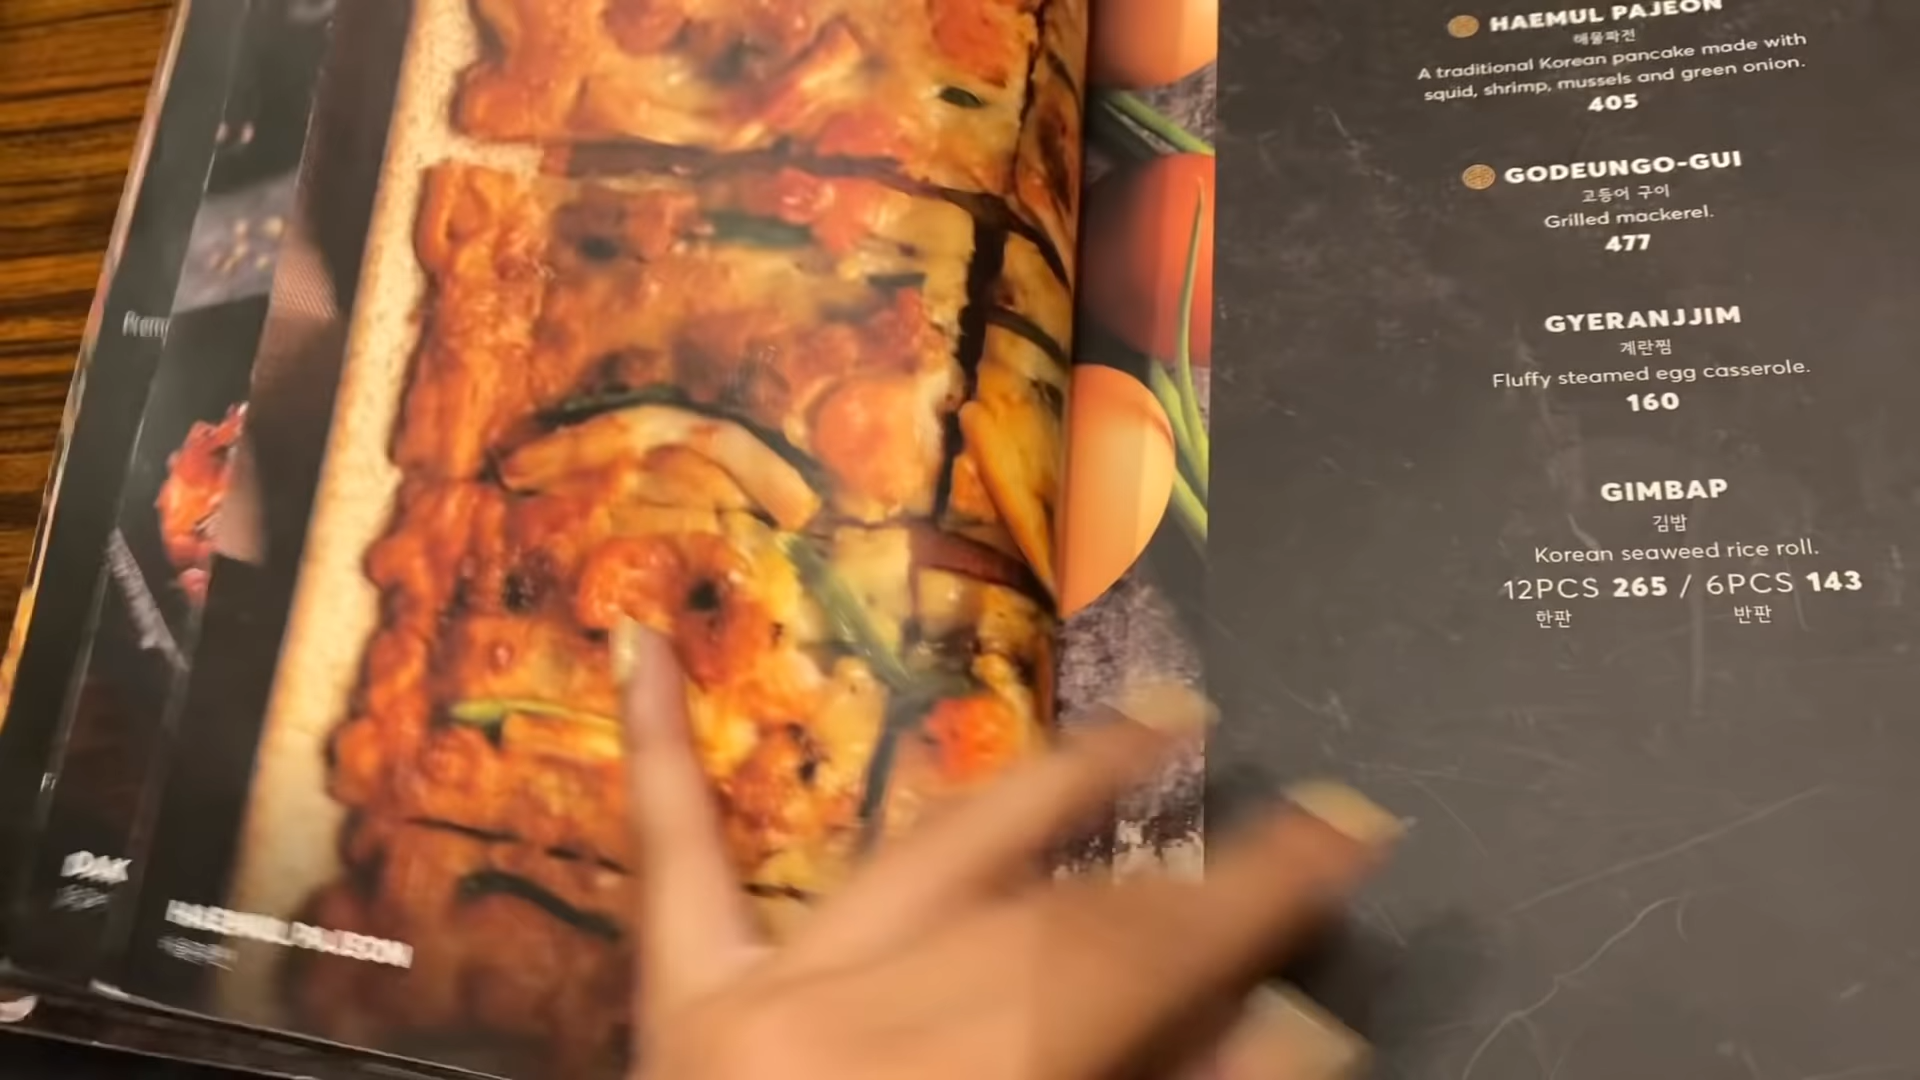 HAEMUL PAJEON
해물파전
A traditional Korean pancake made with
squid, shrimp, mussels and green onion.
405
GODEUNGO-GUI
고등어 구이
Grilled mackerel.
477
GYERANJJIM
계란찜
Fluffy steamed egg casserole.
160
GIMBAP
김밥
Korean seaweed rice roll.
12PCS 265 / 6PCS 143
한판 반판
HAEMUL PAJEON